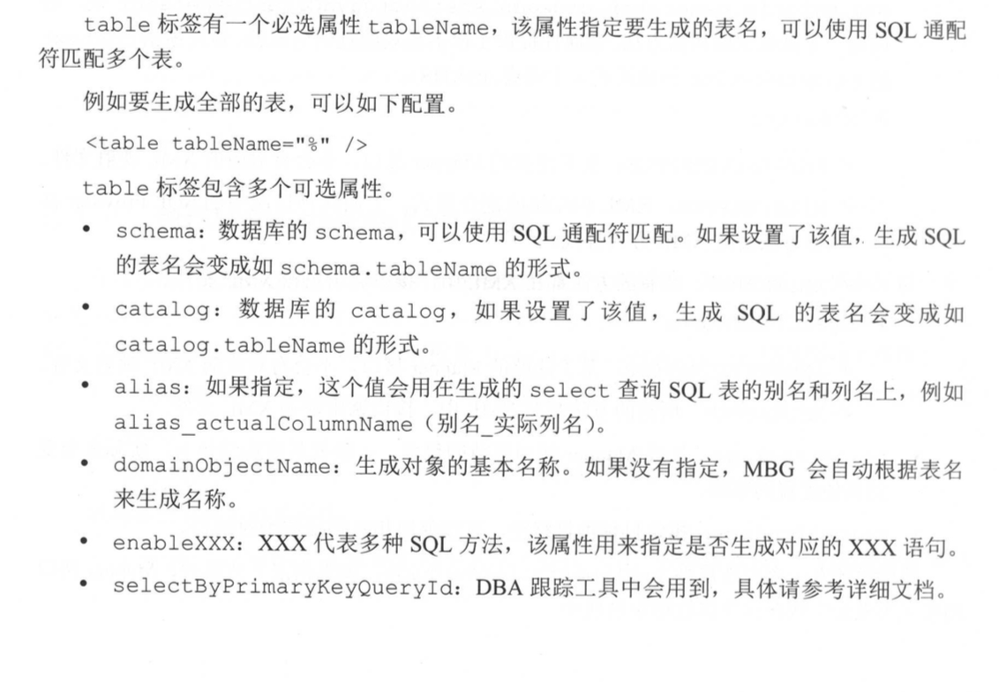 table 标签有一个必选属性 tableName，该属性指定要生成的表名，可以使用 SQL 通配
符匹配多个表。
例如要生成全部的表，可以如下配置。
<table tableName="%" />
table 标签包含多个可选属性。
• schema：数据库的 schema，可以使用 SQL 通配符匹配。如果设置了该值，生成 SQL
的表名会变成如 schema.tableName 的形式。
• catalog：数据库的 catalog，如果设置了该值，生成 SQL 的表名会变成如
catalog.tableName 的形式。
• alias：如果指定，这个值会用在生成的 select 查询 SQL 表的别名和列名上，例如
alias_actualColumnName（别名_实际列名）。
• domainObjectName：生成对象的基本名称。如果没有指定，MBG 会自动根据表名
来生成名称。
• enableXXX：XXX 代表多种 SQL 方法，该属性用来指定是否生成对应的 XXX 语句。
• selectByPrimaryKeyQueryId：DBA 跟踪工具中会用到，具体请参考详细文档。